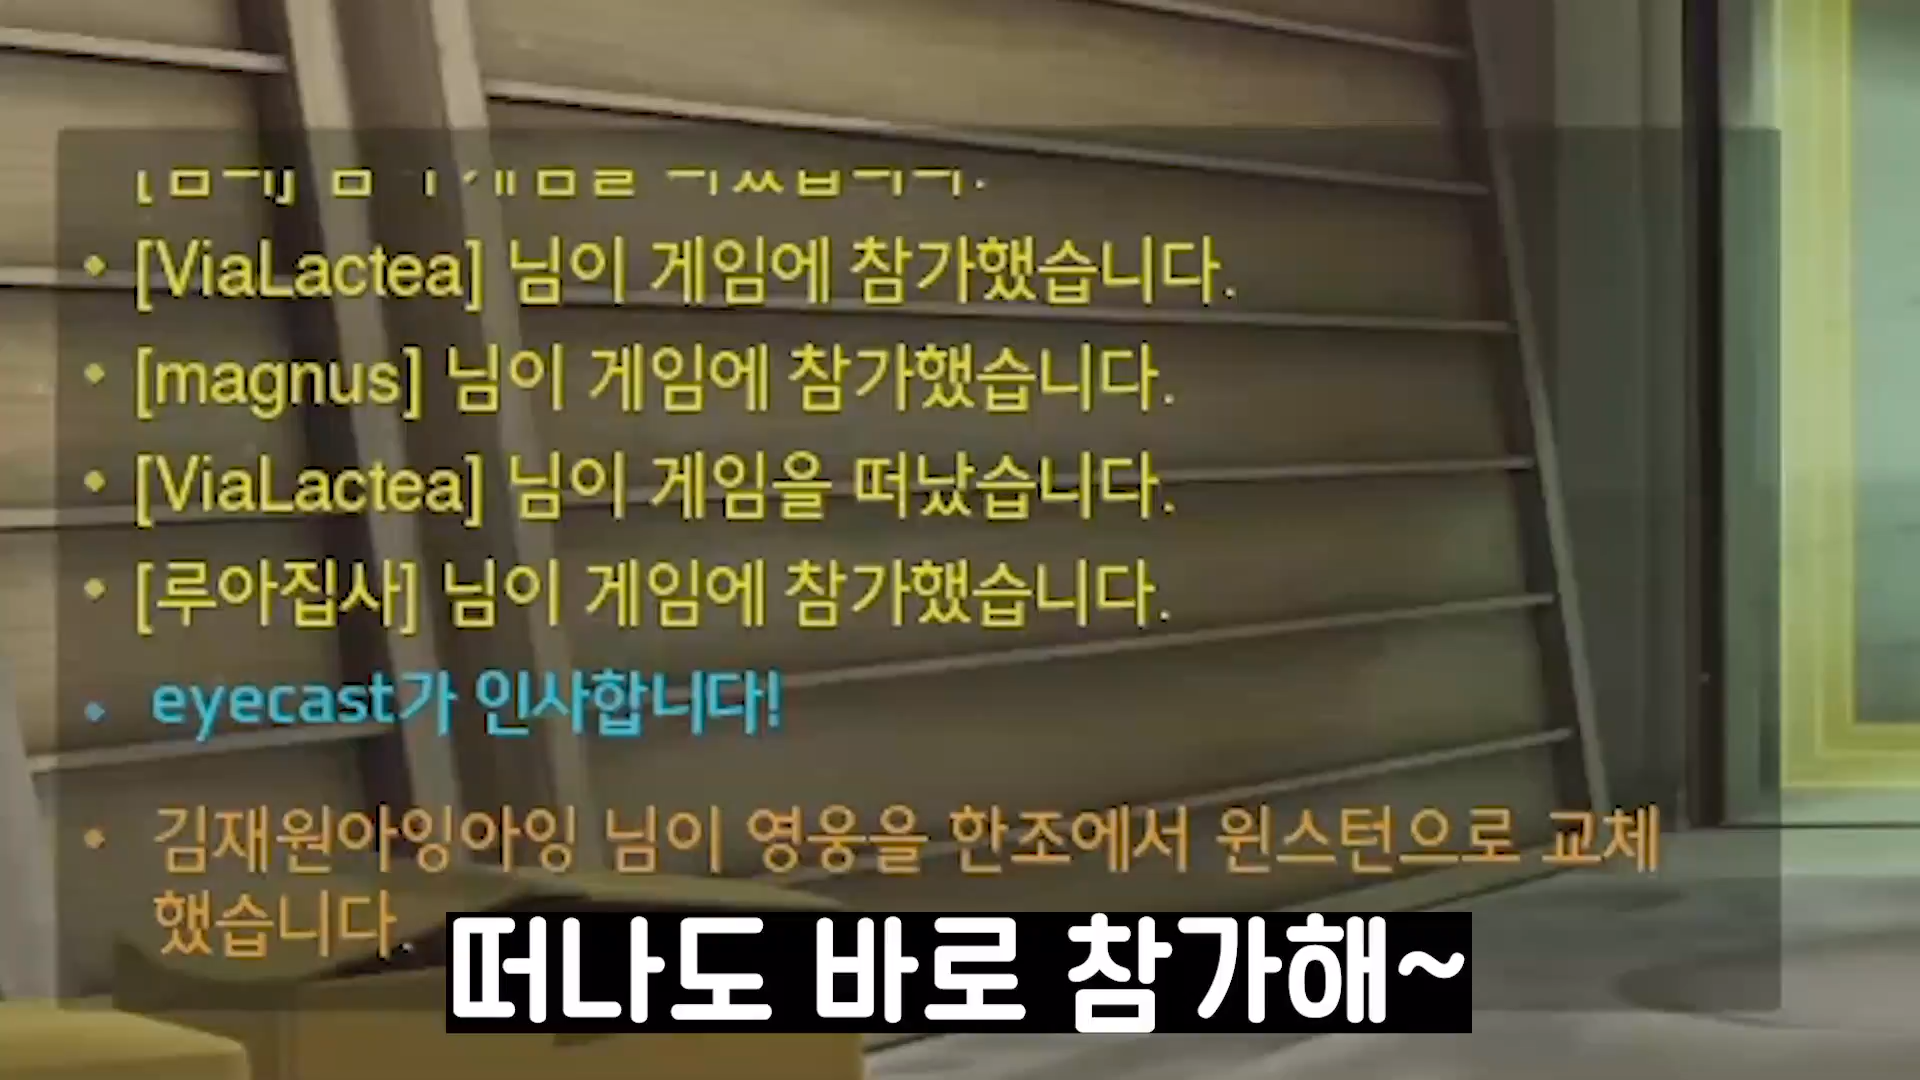 [ViaLactea] 님이 게임에 참가했습니다.
[magnus] 님이 게임에 참가했습니다.
[ViaLactea] 님이 게임을 떠났습니다.
[루아집사] 님이 게임에 참가했습니다.
eyecast가 인사합니다!
김재원아잉아잉 님이 영웅을 한조에서 윈스턴으로 교체
했습니다.
떠나도 바로 참가해~